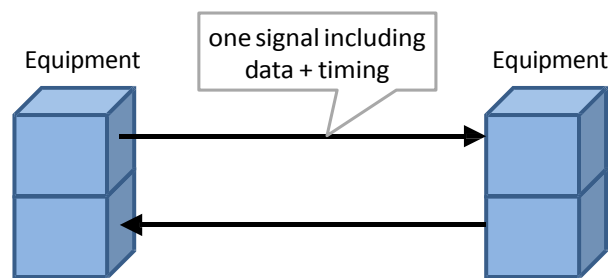 one signal including
data + timing
Equipment
Equipment